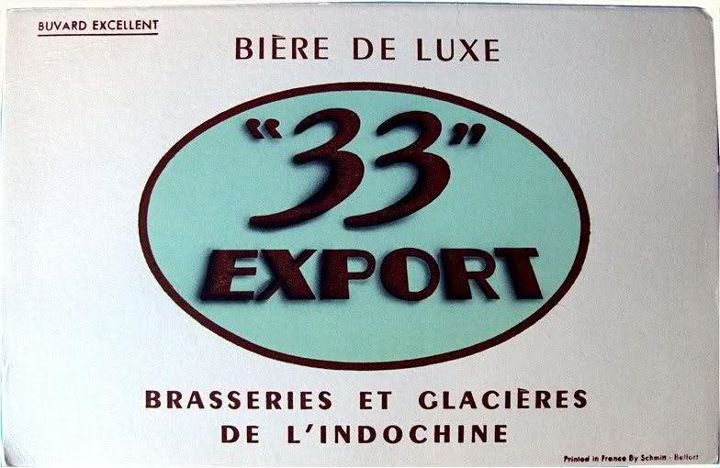 BUVARD EXCELLENT
BIÈRE DE LUXE
"33"
EXPORT
BRASSERIES ET GLACIÈRES
DE L'INDOCHINE
Printed in France By Schmitt - Belfort